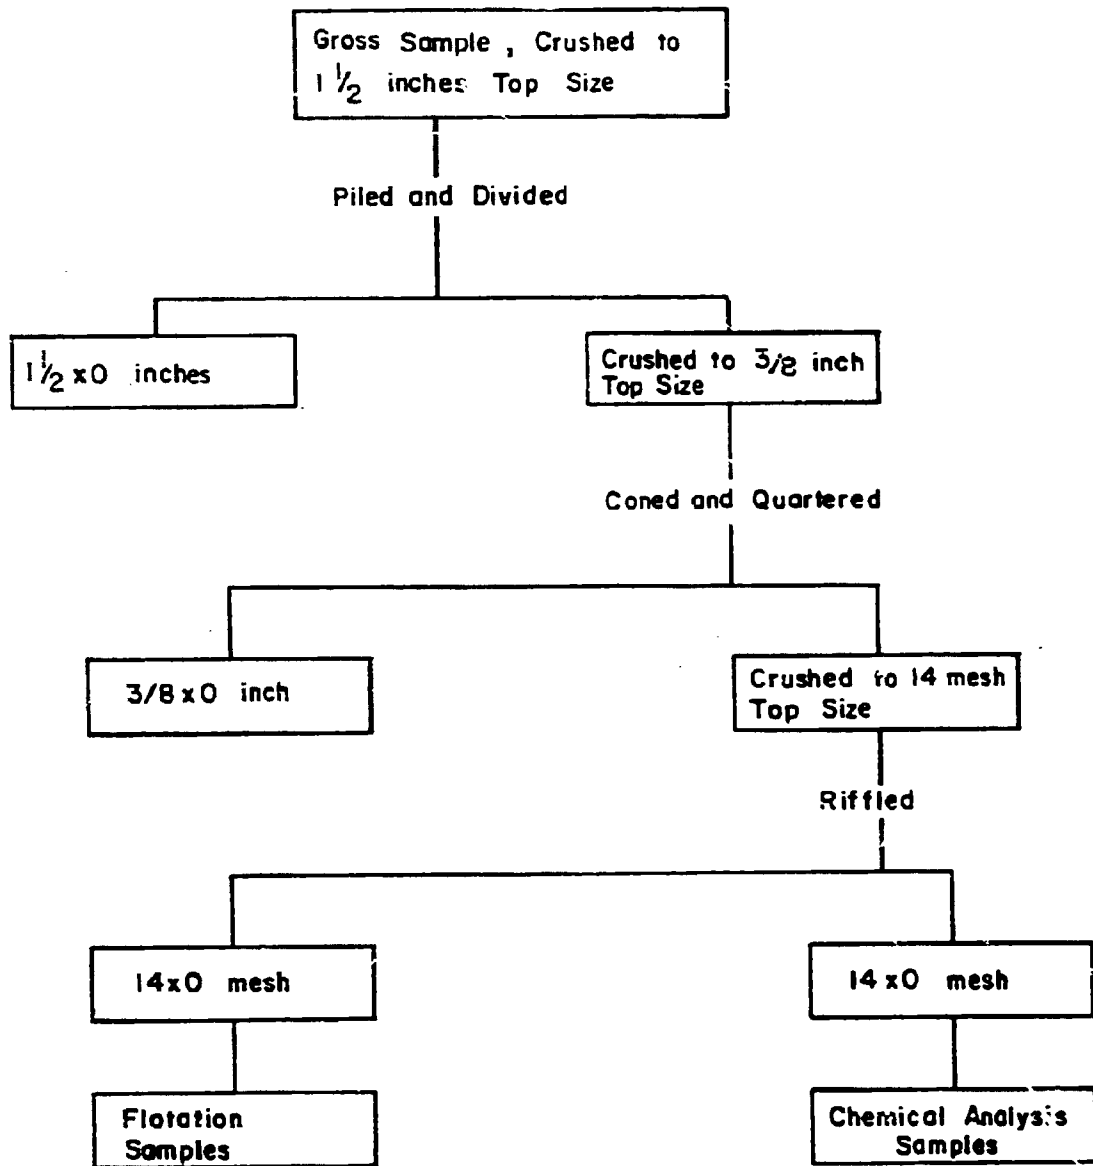 Gross Sample, Crushed to
1 1/2 inches Top Size
Piled and Divided
1 1/2 x 0 inches
Crushed to 3/8 inch
Top Size
Coned and Quartered
3/8 x 0 inch
Crushed to 14 mesh
Top Size
Riffled
14 x 0 mesh
14 x 0 mesh
Flotation
Samples
Chemical Analysis
Samples